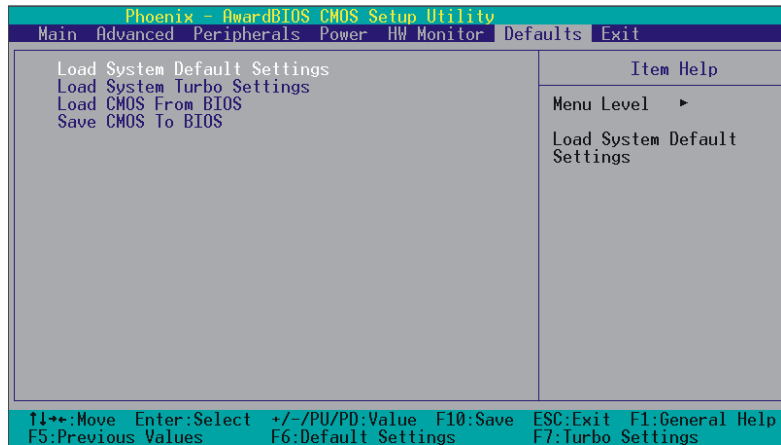 Phoenix - AwardBIOS CMOS Setup Utility
Main Advanced Peripherals Power HW Monitor Defaults Exit
Load System Default Settings
Load System Turbo Settings
Load CMOS From BIOS
Save CMOS To BIOS
Item Help
Menu Level ►
Load System Default
Settings
↑↓→←:Move Enter:Select +/-/PU/PD:Value F10:Save ESC:Exit F1:General Help
F5:Previous Values F6:Default Settings F7:Turbo Settings